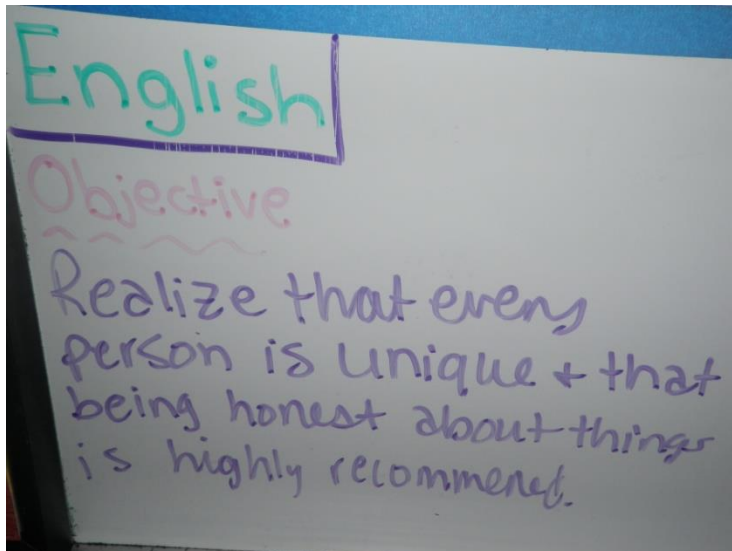 English
Objective
Realize that every
person is unique + that
being honest about things
is highly recommened.